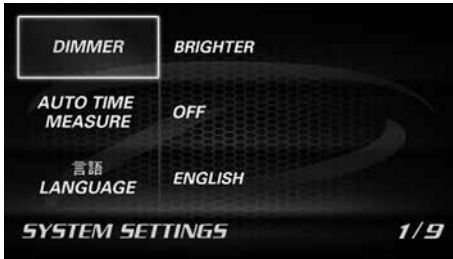 DIMMER BRIGHTER
AUTO TIME
MEASURE OFF
言語
LANGUAGE ENGLISH
SYSTEM SETTINGS 1/9